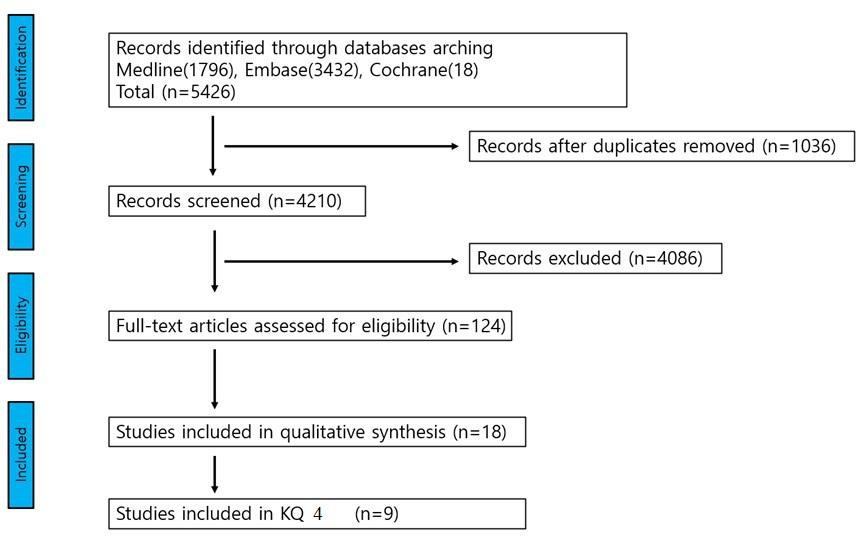 Identification
Records identified through databases arching
Medline(1796), Embase(3432), Cochrane(18)
Total (n=5426)
Records after duplicates removed (n=1036)
Screening
Records screened (n=4210)
Records excluded (n=4086)
Eligibility
Full-text articles assessed for eligibility (n=124)
Included
Studies included in qualitative synthesis (n=18)
Studies included in KQ 4 (n=9)